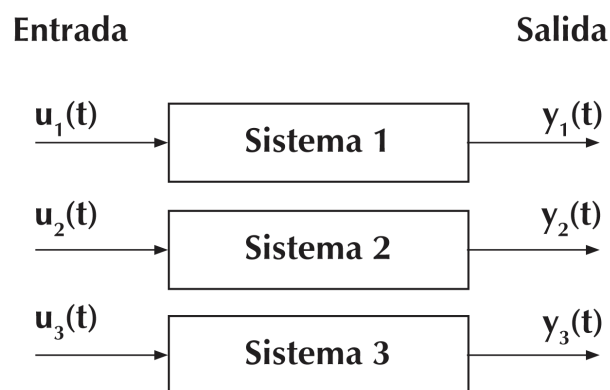 Entrada Salida
u₁(t) y₁(t)
Sistema 1
u₂(t) y₂(t)
Sistema 2
u₃(t) y₃(t)
Sistema 3